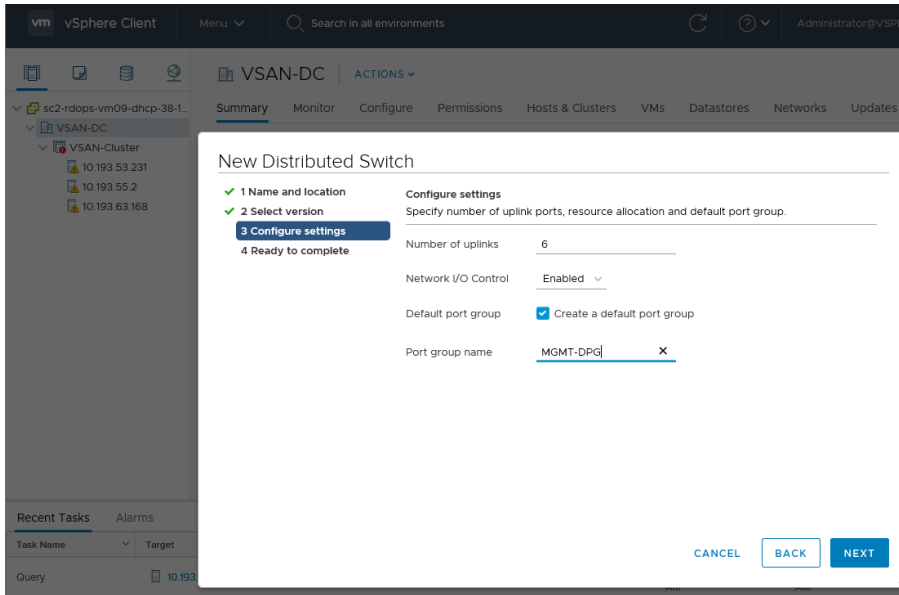 vm vSphere Client Menu Search in all environments Administrator@VSP
VSAN-DC ACTIONS
sc2-rdops-vm09-dhcp-38-1...
VSAN-DC
VSAN-Cluster
10.193.53.231
10.193.55.2
10.193.63.168
Summary Monitor Configure Permissions Hosts & Clusters VMs Datastores Networks Updates
New Distributed Switch
1 Name and location
2 Select version
3 Configure settings
4 Ready to complete
Configure settings
Specify number of uplink ports, resource allocation and default port group.
Number of uplinks 6
Network I/O Control Enabled
Default port group Create a default port group
Port group name MGMT-DPG
CANCEL BACK NEXT
Recent Tasks Alarms
Task Name Target
Query 10.193.